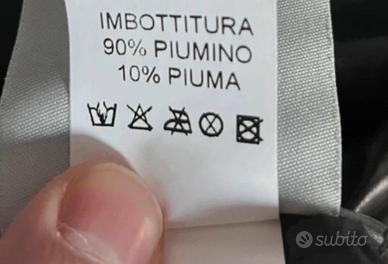 IMBOTTITURA
90% PIUMINO
10% PIUMA
subito